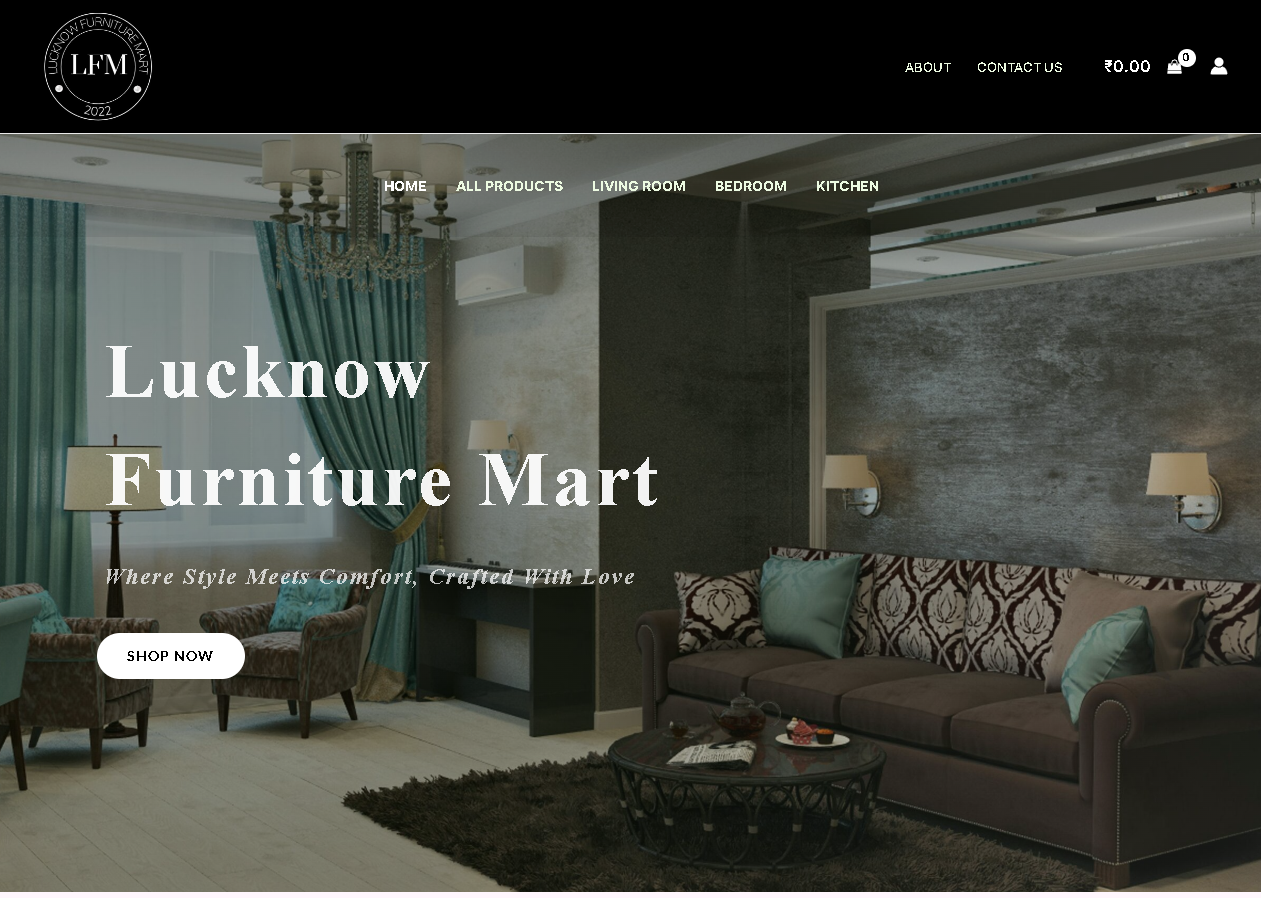 LUCKNOW FURNITURE MART
LFM
2022
ABOUT
CONTACT US
₹0.00
0
HOME
ALL PRODUCTS
LIVING ROOM
BEDROOM
KITCHEN
Lucknow
Furniture Mart
Where Style Meets Comfort, Crafted With Love
SHOP NOW